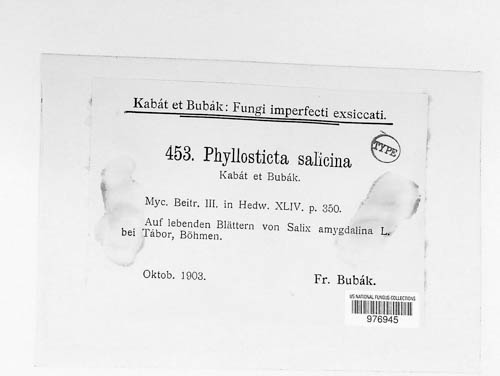 Kabát et Bubák: Fungi imperfecti exsiccati.
453. Phyllosticta salicina
TYPE
Kabát et Bubák.
Myc. Beitr. III. in Hedw. XLIV. p. 350.
Auf lebenden Blättern von Salix amygdalina L.
bei Tábor, Böhmen.
Oktob. 1903.
Fr. Bubák.
US NATIONAL FUNGUS COLLECTIONS
976945